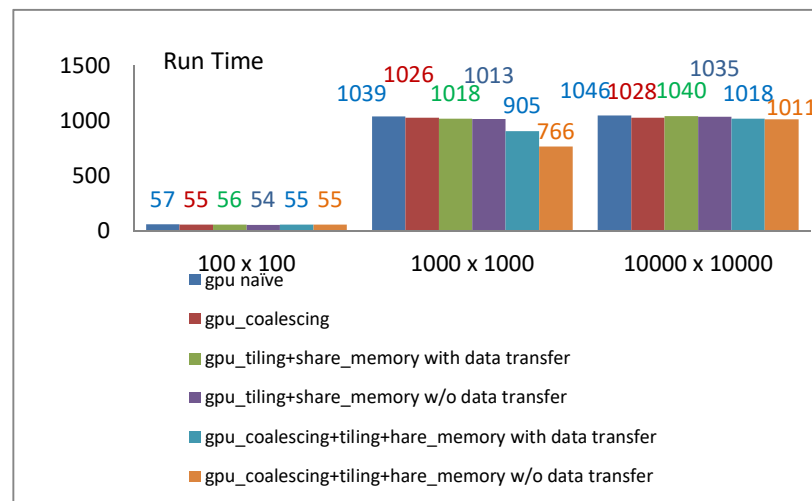 Run Time
1500
1000
500
0
57 55 56 54 55 55
1039 1026 1018 1013 905 766
1046 1028 1040 1035 1018 1011
100 x 100 1000 x 1000 10000 x 10000
gpu naïve
gpu_coalescing
gpu_tiling+share_memory with data transfer
gpu_tiling+share_memory w/o data transfer
gpu_coalescing+tiling+hare_memory with data transfer
gpu_coalescing+tiling+hare_memory w/o data transfer